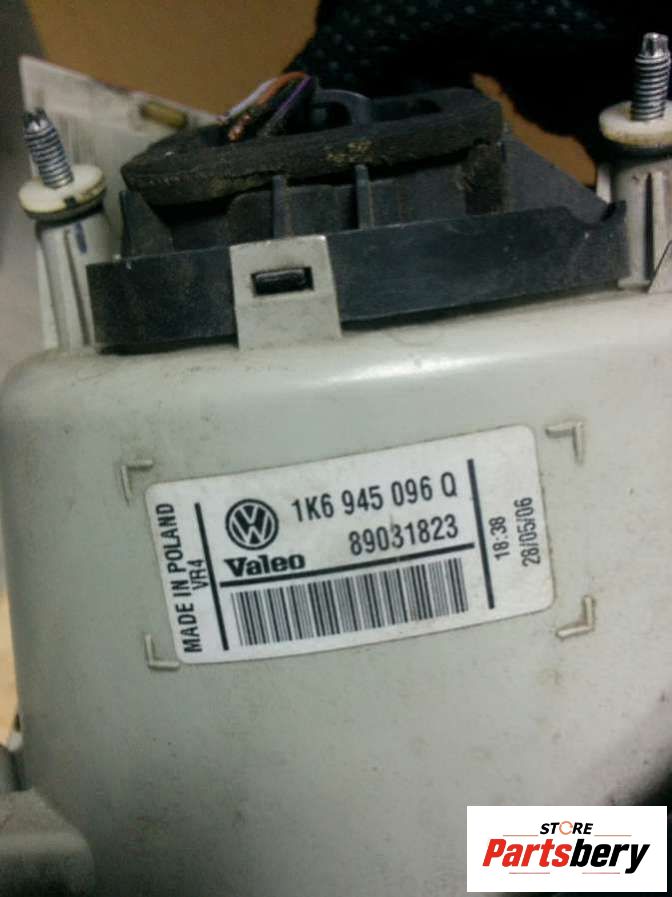 MADE IN POLAND
VR4
1K6 945 096 Q
89031823
Valeo
18:38
28/05/06
STORE
Partsbery